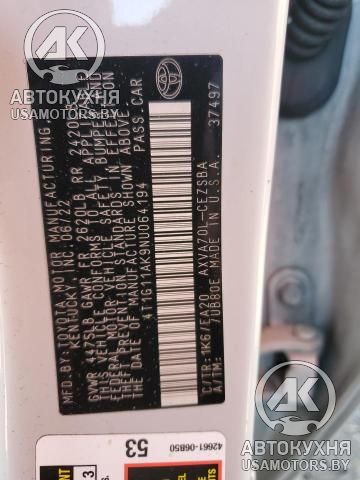 АК
АВТОКУХНЯ
USAMOTORS.BY
MFD. BY: TOYOTA MOTOR MANUFACTURING,
KENTUCKY, INC. 06/22
GVWR 4475LB GAWR FR 2620LB RR 2420LB
THIS VEHICLE CONFORMS TO ALL APPLICABLE
FEDERAL MOTOR VEHICLE SAFETY, BUMPER, AND
THEFT PREVENTION STANDARDS IN EFFECT ON
THE DATE OF MANUFACTURE SHOWN ABOVE.
4T1G11AK9NU064194 PASS.CAR
C/TR: 1K6/EA20 AXVA70L-CEZSBA
A/TM: 7UB80E 37497
42661-06B50
53
АК
АВТОКУХНЯ
USAMOTORS.BY